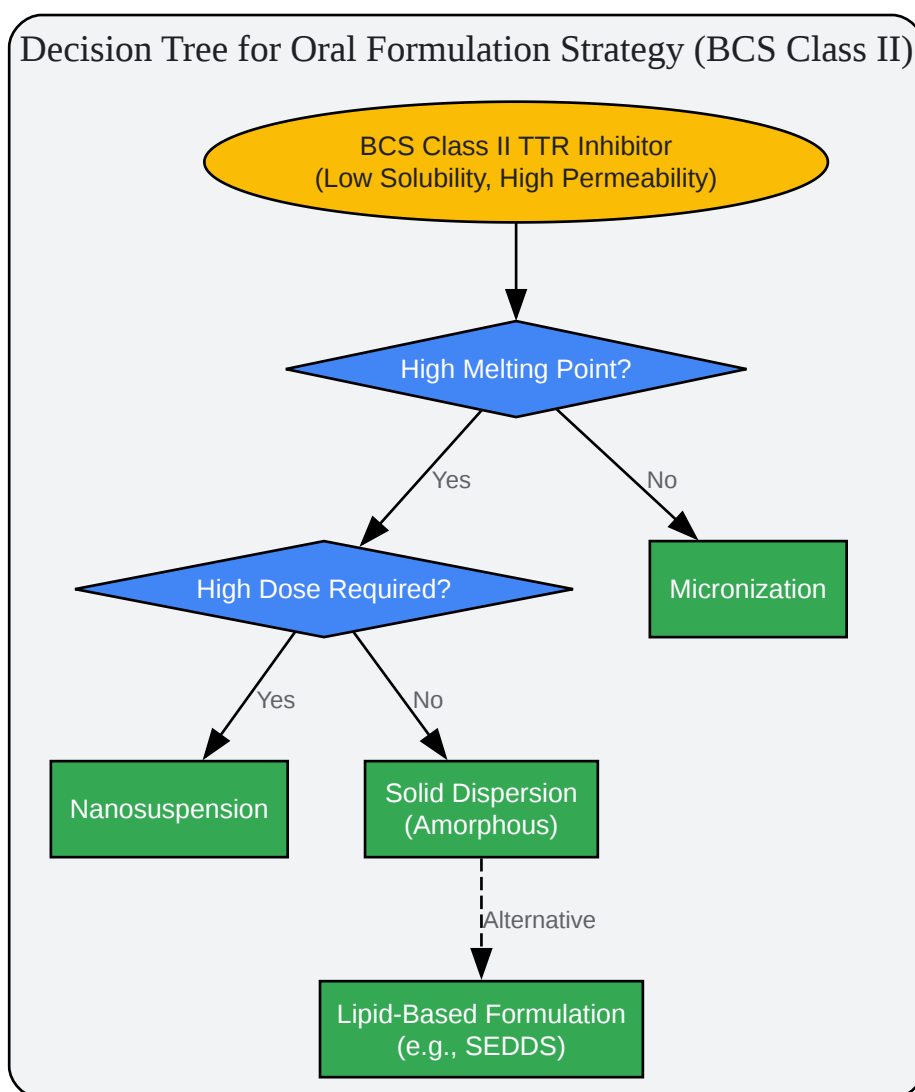 Decision Tree for Oral Formulation Strategy (BCS Class II)
BCS Class II TTR Inhibitor
(Low Solubility, High Permeability)
High Melting Point?
Yes
No
High Dose Required?
Micronization
Yes
No
Nanosuspension
Solid Dispersion
(Amorphous)
Alternative
Lipid-Based Formulation
(e.g., SEDDS)